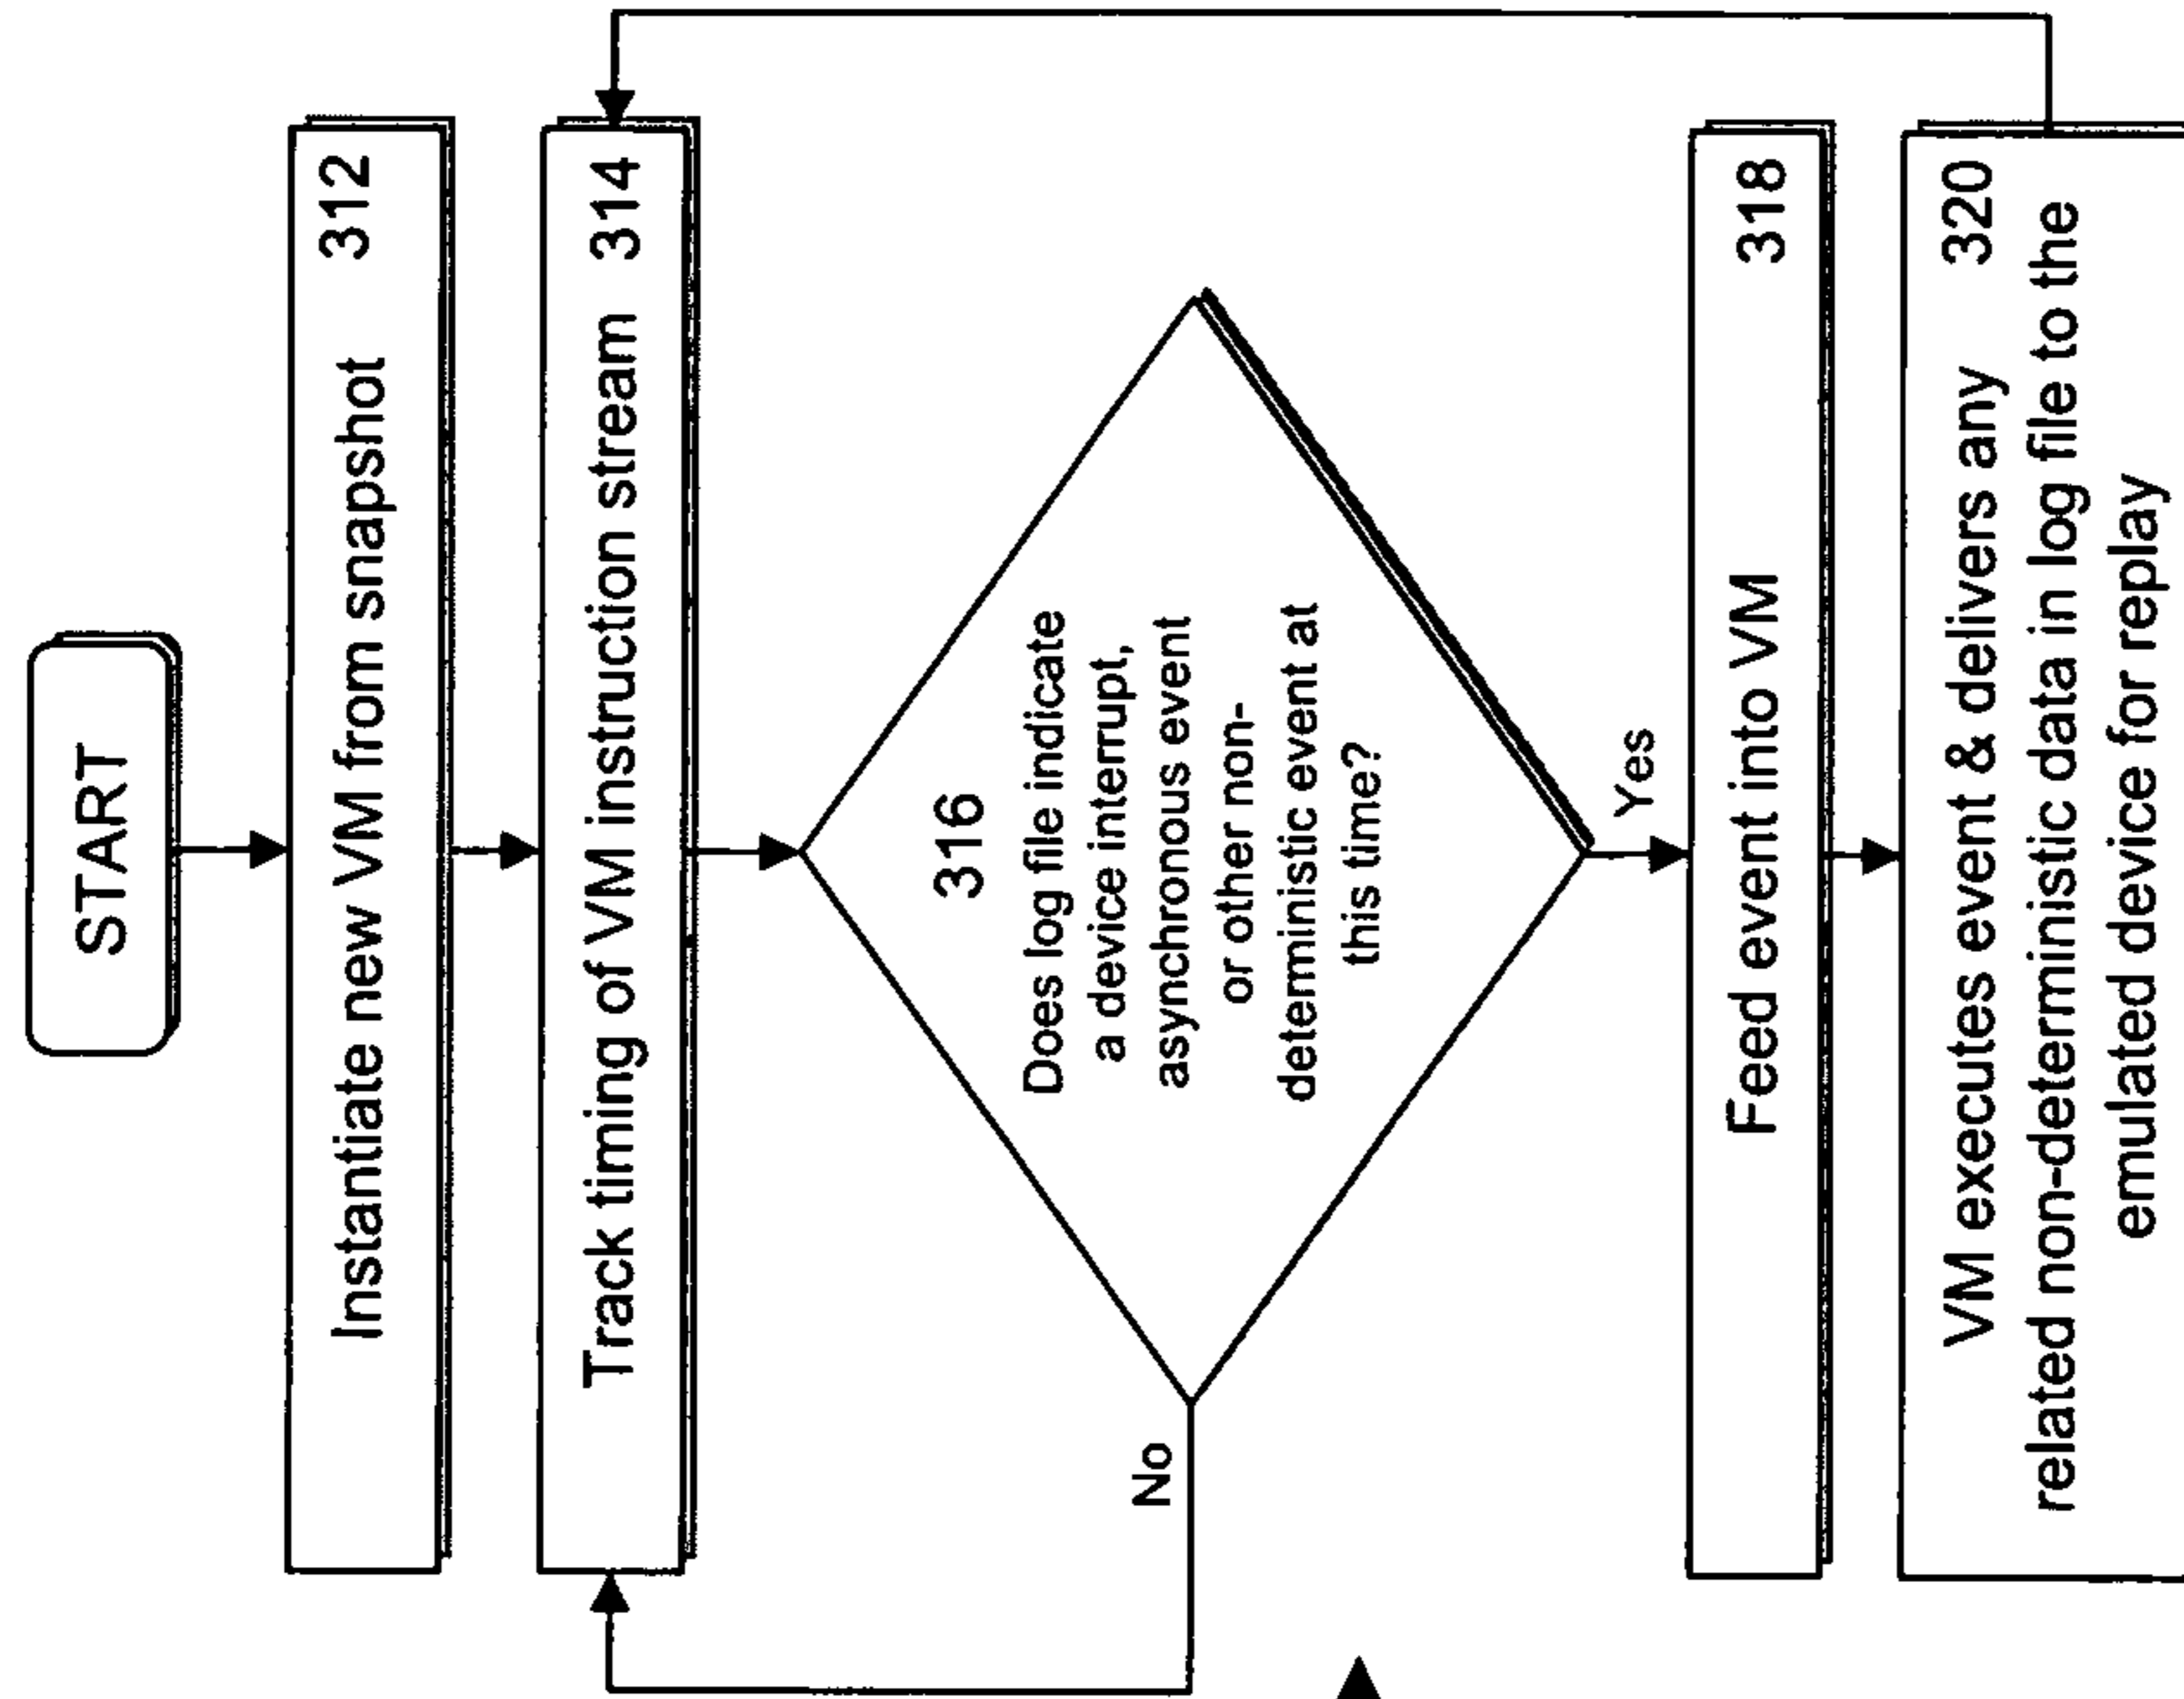 START
Instantiate new VM from snapshot 312
Track timing of VM instruction stream 314
316
Does log file indicate
a device interrupt,
asynchronous event
or other non-
deterministic event at
this time?
No
Yes
Feed event into VM 318
VM executes event & delivers any 320
related non-deterministic data in log file to the
emulated device for replay